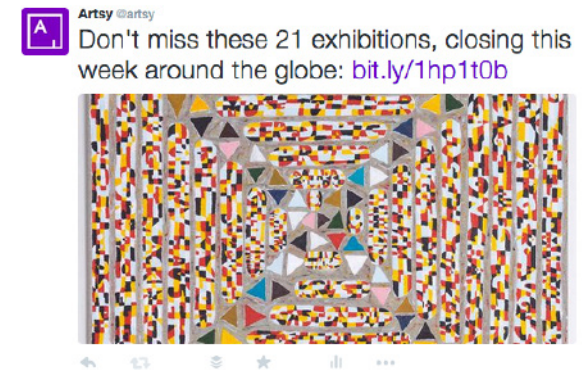 A
Artsy @artsy
Don't miss these 21 exhibitions, closing this
week around the globe: bit.ly/1hp1t0b